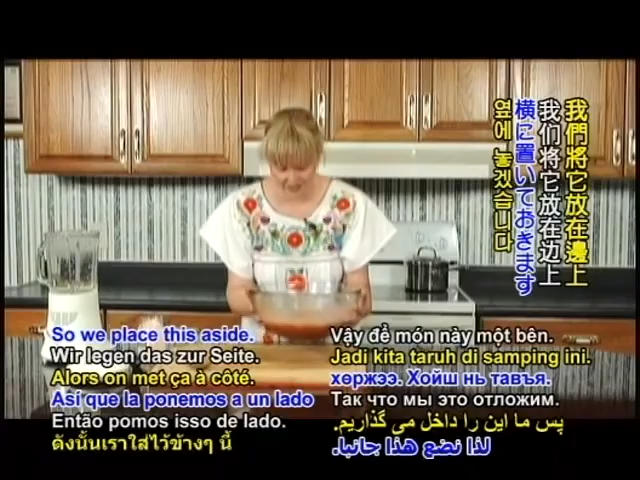 我們將它放在邊上
我们将它放在边上
横に置いておきます
옆에 놓겠습니다
So we place this aside.
Wir legen das zur Seite.
Alors on met ça à côté.
Así que la ponemos a un lado
Então pomos isso de lado.
ดังนั้นเราใส่ไว้ข้างๆ นี้
Vậy để món này một bên.
Jadi kita taruh di samping ini.
хөржээ. Хойш нь тавъя.
Так что мы это отложим.
پس ما این را داخل می گذاریم.
لذا نضع هذا جانبا.